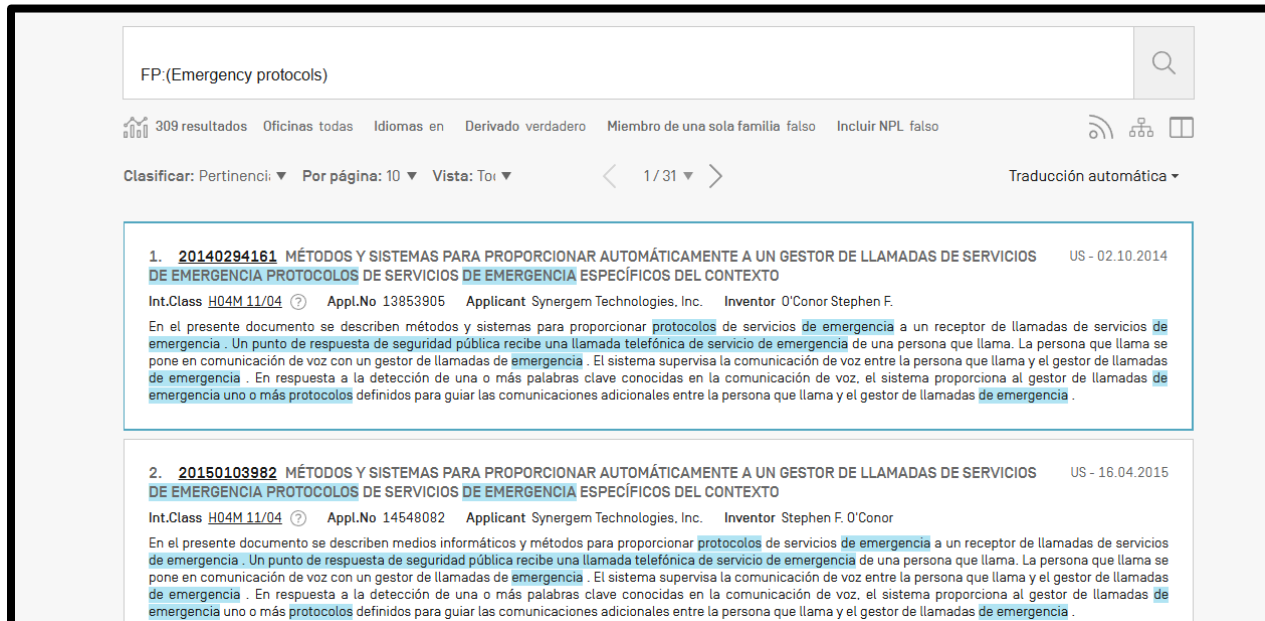 FP:(Emergency protocols)
309 resultados Oficinas todas Idiomas en Derivado verdadero Miembro de una sola familia falso Incluir NPL falso
Clasificar: Pertinenci ▼ Por página: 10 ▼ Vista: Too ▼ 1 / 31 ▼ Traducción automática
1. 20140294161 MÉTODOS Y SISTEMAS PARA PROPORCIONAR AUTOMÁTICAMENTE A UN GESTOR DE LLAMADAS DE SERVICIOS US - 02.10.2014
DE EMERGENCIA PROTOCOLOS DE SERVICIOS DE EMERGENCIA ESPECÍFICOS DEL CONTEXTO
Int.Class H04M 11/04 ? Appl.No 13853905 Applicant Synergem Technologies, Inc. Inventor O'Conor Stephen F.
En el presente documento se describen métodos y sistemas para proporcionar protocolos de servicios de emergencia a un receptor de llamadas de servicios de
emergencia . Un punto de respuesta de seguridad pública recibe una llamada telefónica de servicio de emergencia de una persona que llama. La persona que llama se
pone en comunicación de voz con un gestor de llamadas de emergencia . El sistema supervisa la comunicación de voz entre la persona que llama y el gestor de llamadas
de emergencia . En respuesta a la detección de una o más palabras clave conocidas en la comunicación de voz, el sistema proporciona al gestor de llamadas de
emergencia uno o más protocolos definidos para guiar las comunicaciones adicionales entre la persona que llama y el gestor de llamadas de emergencia .
2. 20150103982 MÉTODOS Y SISTEMAS PARA PROPORCIONAR AUTOMÁTICAMENTE A UN GESTOR DE LLAMADAS DE SERVICIOS US - 16.04.2015
DE EMERGENCIA PROTOCOLOS DE SERVICIOS DE EMERGENCIA ESPECÍFICOS DEL CONTEXTO
Int.Class H04M 11/04 ? Appl.No 14548082 Applicant Synergem Technologies, Inc. Inventor Stephen F. O'Conor
En el presente documento se describen medios informáticos y métodos para proporcionar protocolos de servicios de emergencia a un receptor de llamadas de servicios
de emergencia . Un punto de respuesta de seguridad pública recibe una llamada telefónica de servicio de emergencia de una persona que llama. La persona que llama se
pone en comunicación de voz con un gestor de llamadas de emergencia . El sistema supervisa la comunicación de voz entre la persona que llama y el gestor de llamadas
de emergencia . En respuesta a la detección de una o más palabras clave conocidas en la comunicación de voz, el sistema proporciona al gestor de llamadas de
emergencia uno o más protocolos definidos para guiar las comunicaciones adicionales entre la persona que llama y el gestor de llamadas de emergencia .